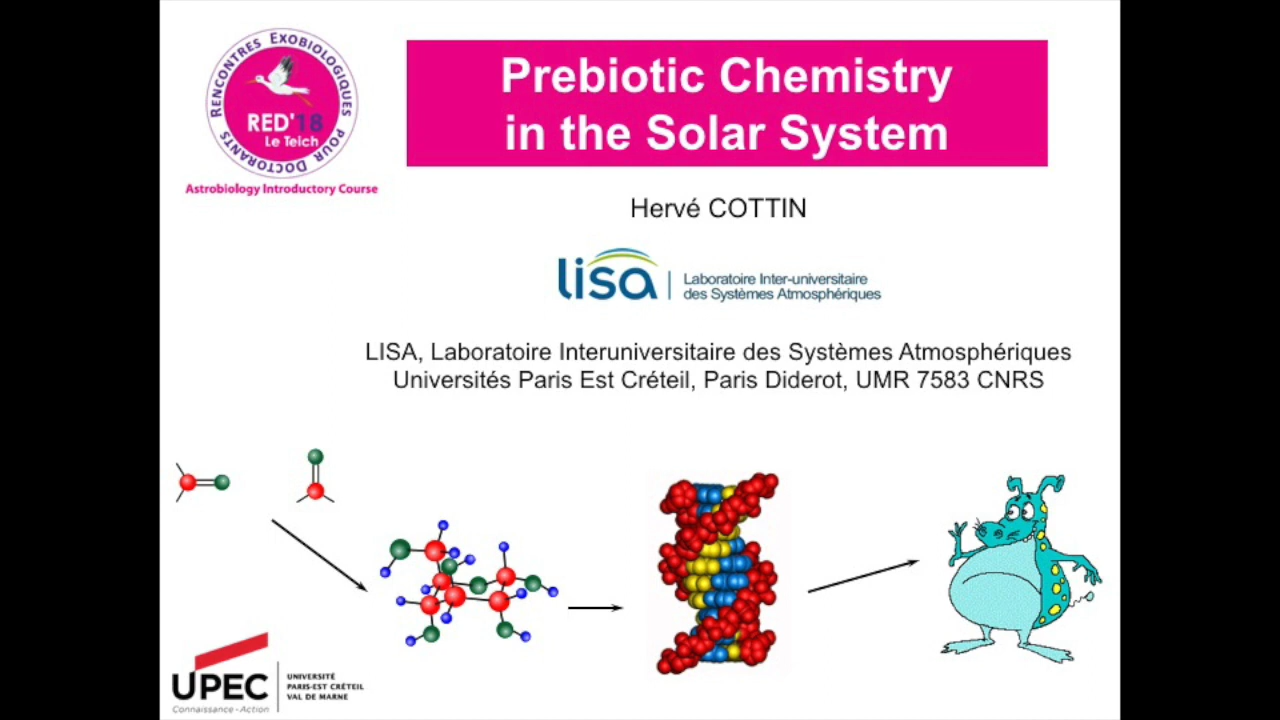 RENCONTRES EXOBIOLOGIQUES POUR DOCTORANTS
RED'18
Le Teich
Astrobiology Introductory Course
Prebiotic Chemistry
in the Solar System
Hervé COTTIN
lisa
Laboratoire Inter-universitaire
des Systèmes Atmosphériques
LISA, Laboratoire Interuniversitaire des Systèmes Atmosphériques
Universités Paris Est Créteil, Paris Diderot, UMR 7583 CNRS
UPEC
Connaissance - Action
UNIVERSITÉ
PARIS-EST CRÉTEIL
VAL DE MARNE